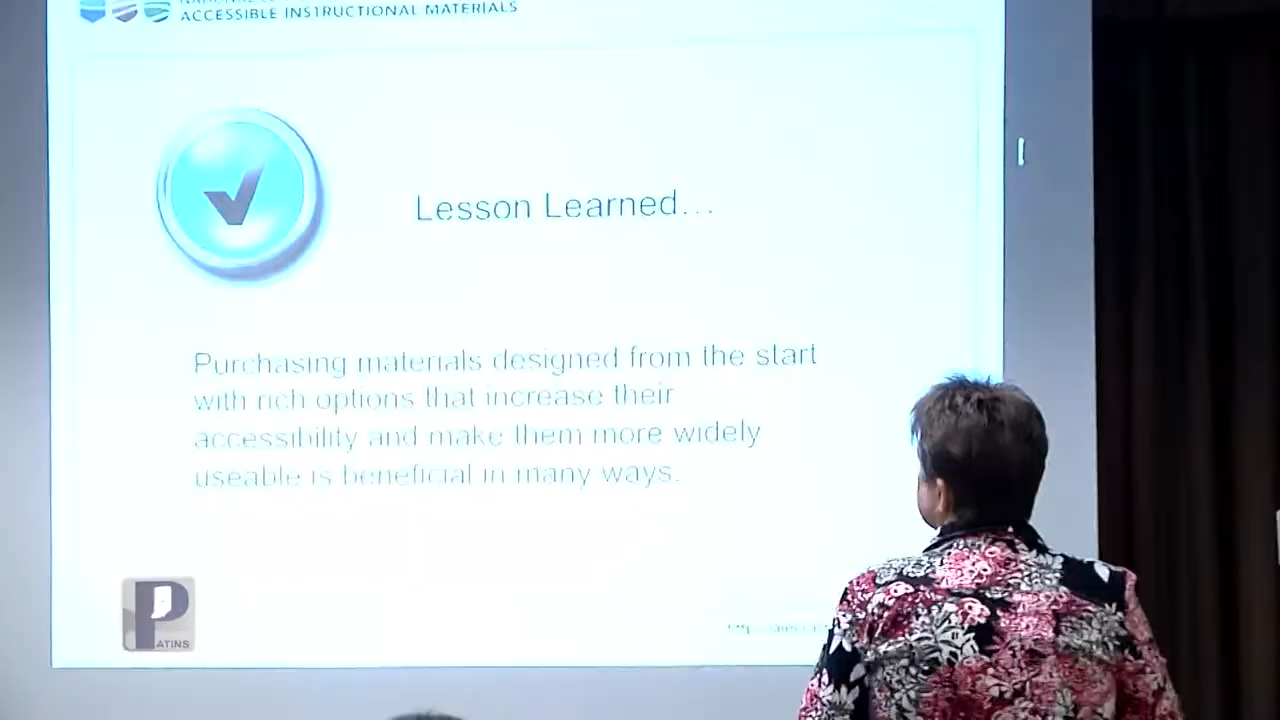 ACCESSIBLE INSTRUCTIONAL MATERIALS
Lesson Learned...
Purchasing materials designed from the start
with rich options that increase their
accessibility and make them more widely
useable is beneficial in many ways.
PATINS